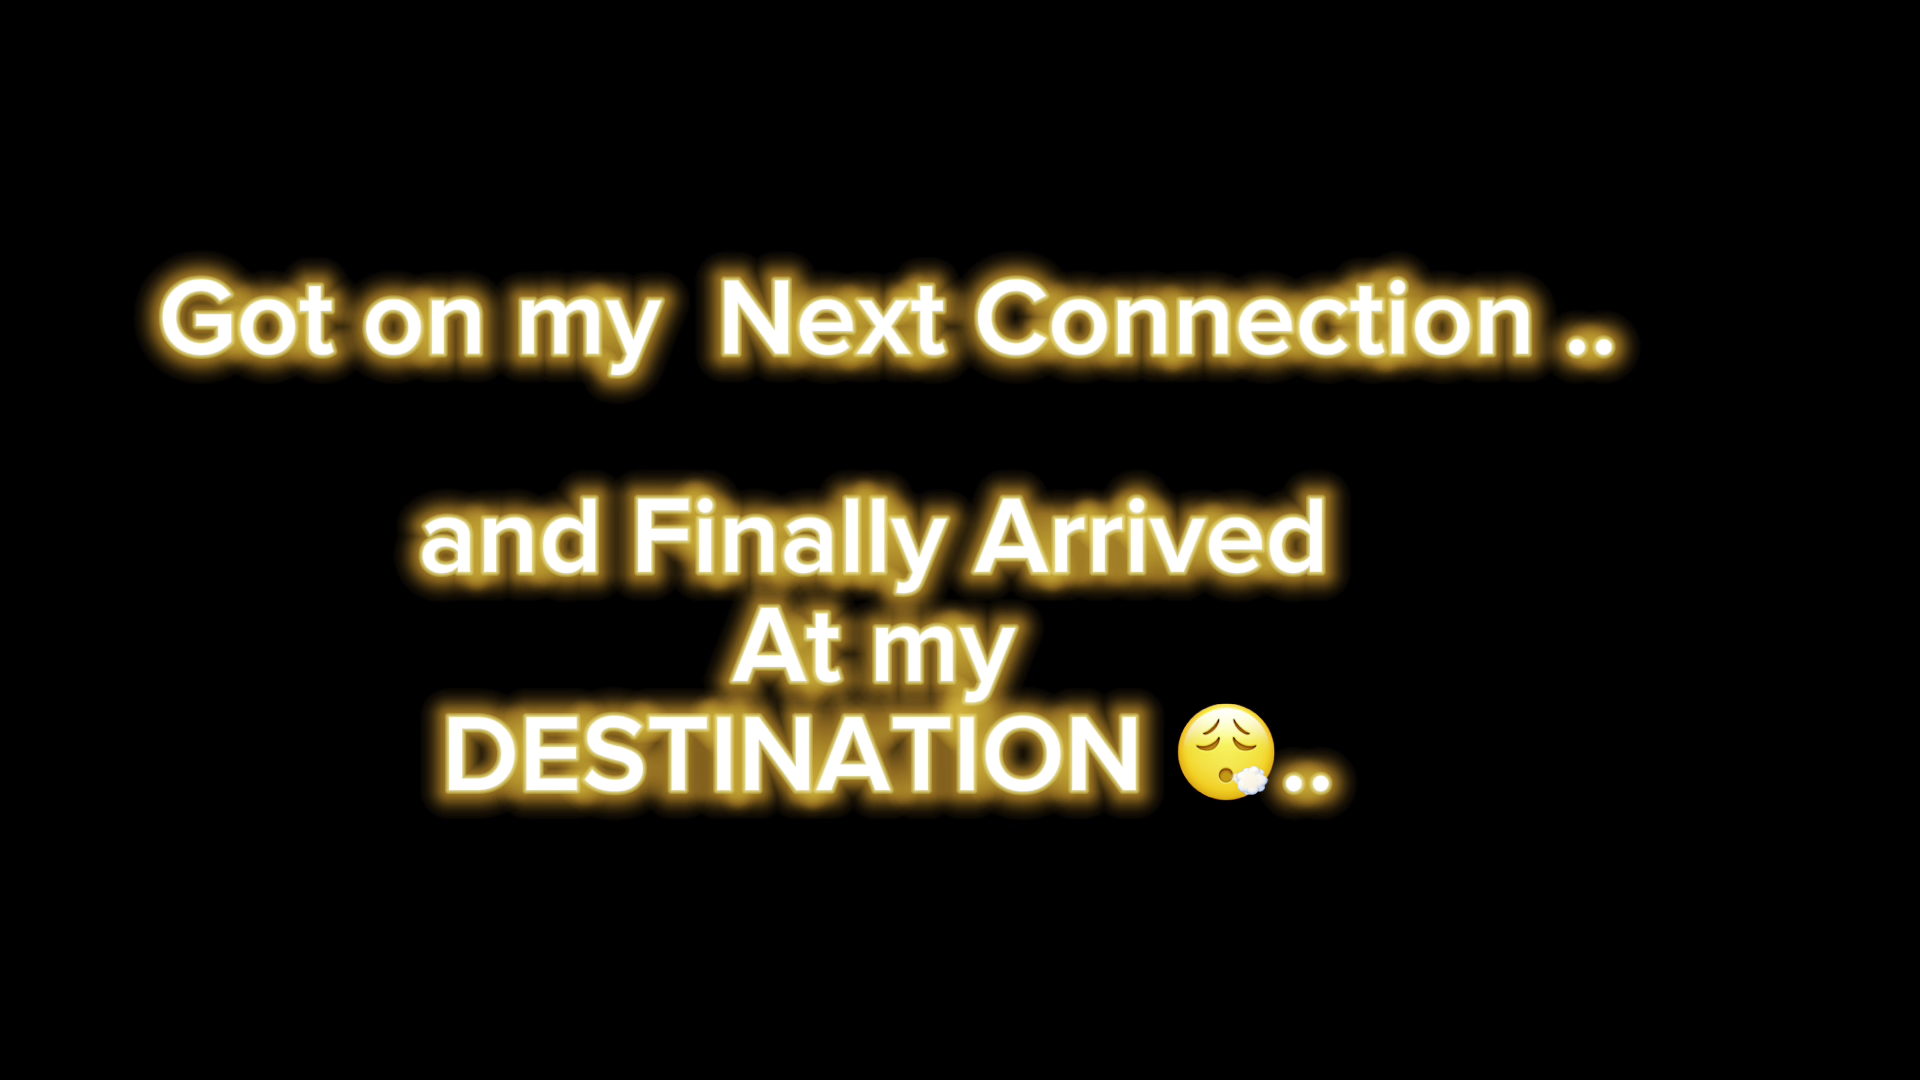 Got on my  Next Connection ..
and Finally Arrived
At my
DESTINATION 😮‍💨..